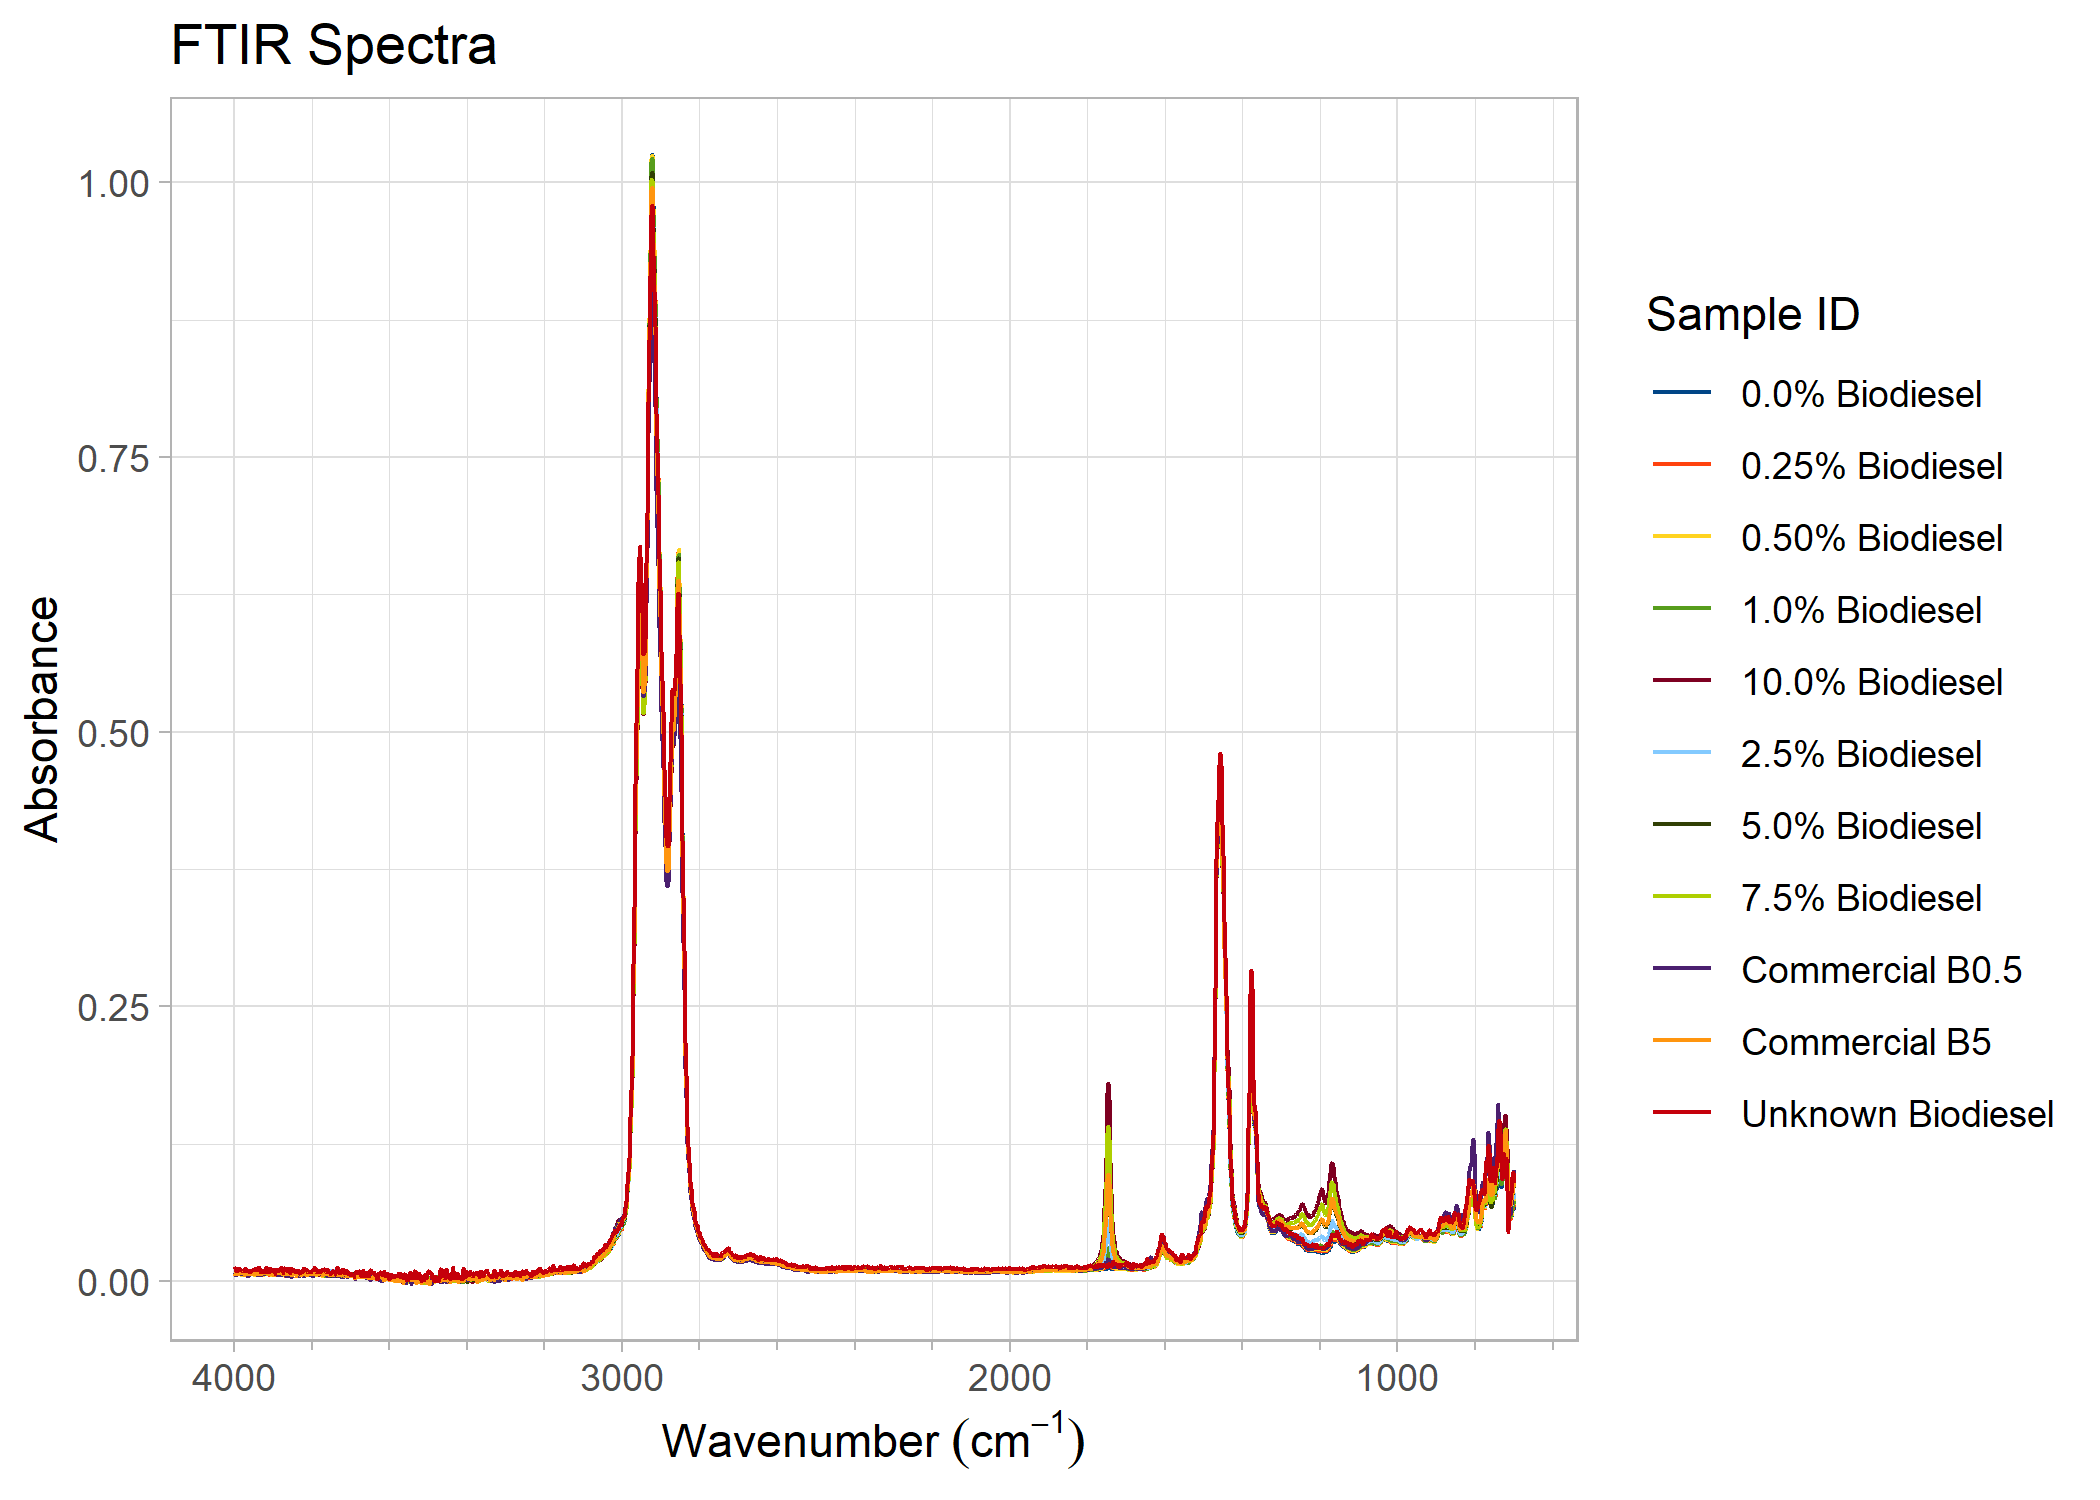 FTIR Spectra
1.00
0.75
0.50
0.25
0.00
Absorbance
4000 3000 2000 1000
Wavenumber (cm⁻¹)
Sample ID
0.0% Biodiesel
0.25% Biodiesel
0.50% Biodiesel
1.0% Biodiesel
10.0% Biodiesel
2.5% Biodiesel
5.0% Biodiesel
7.5% Biodiesel
Commercial B0.5
Commercial B5
Unknown Biodiesel